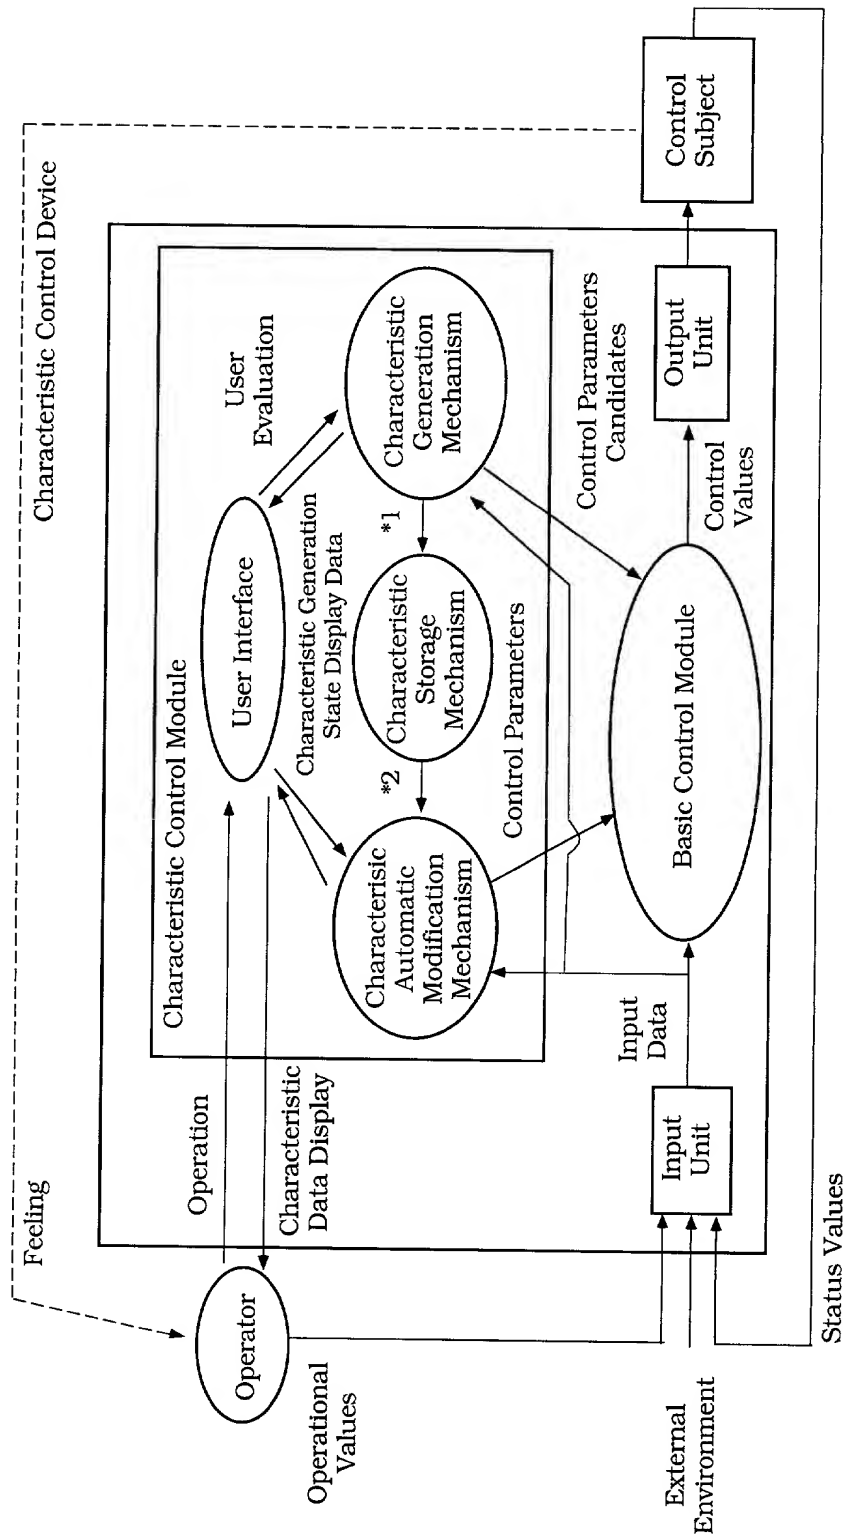 Feeling
Characteristic Control Device
Operation
Characteristic
Data Display
Operator
Operational
Values
Characteristic Control Module
User Interface
User
Evaluation
Characteristic Generation
State Display Data
Characterisic
Automatic
Modification
Mechanism
*2
Characteristic
Storage
Mechanism
*1
Characteristic
Generation
Mechanism
Control Parameters
Control Parameters
Candidates
Input
Data
Input
Unit
Basic Control Module
Control
Values
Output
Unit
Control
Subject
External
Environment
Status Values